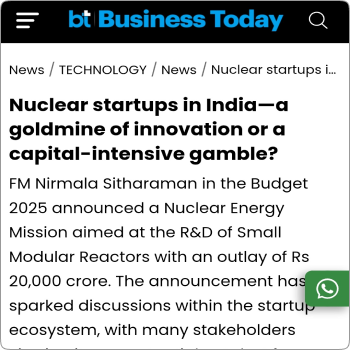 bt Business Today
News / TECHNOLOGY / News / Nuclear startups i...
Nuclear startups in India—a
goldmine of innovation or a
capital-intensive gamble?
FM Nirmala Sitharaman in the Budget
2025 announced a Nuclear Energy
Mission aimed at the R&D of Small
Modular Reactors with an outlay of Rs
20,000 crore. The announcement has
sparked discussions within the startup
ecosystem, with many stakeholders